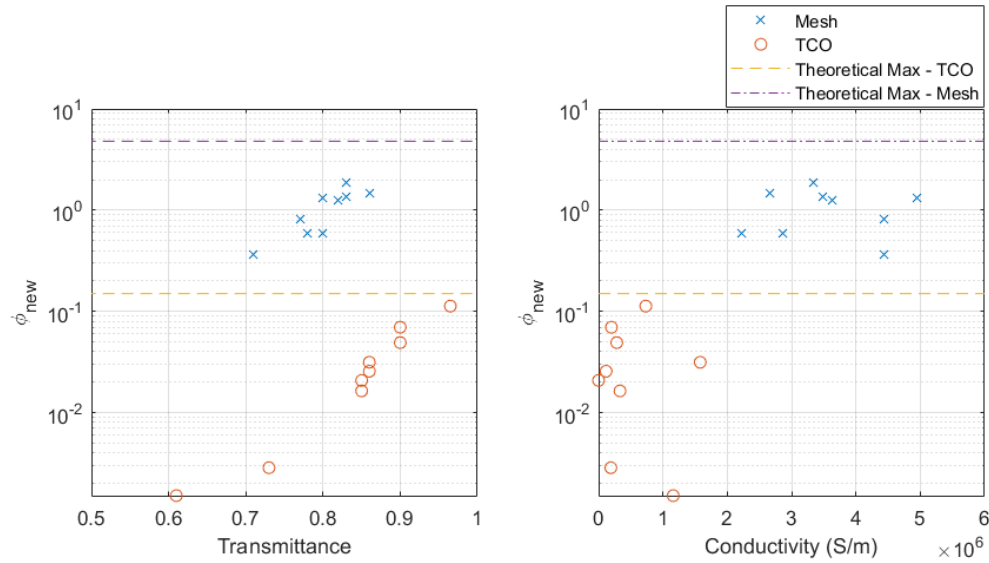 Mesh
TCO
Theoretical Max - TCO
Theoretical Max - Mesh
10^1
10^0
10^-1
10^-2
ϕ_new
0.5 0.6 0.7 0.8 0.9 1
Transmittance
10^1
10^0
10^-1
10^-2
ϕ_new
0 1 2 3 4 5 6
Conductivity (S/m)
× 10^6